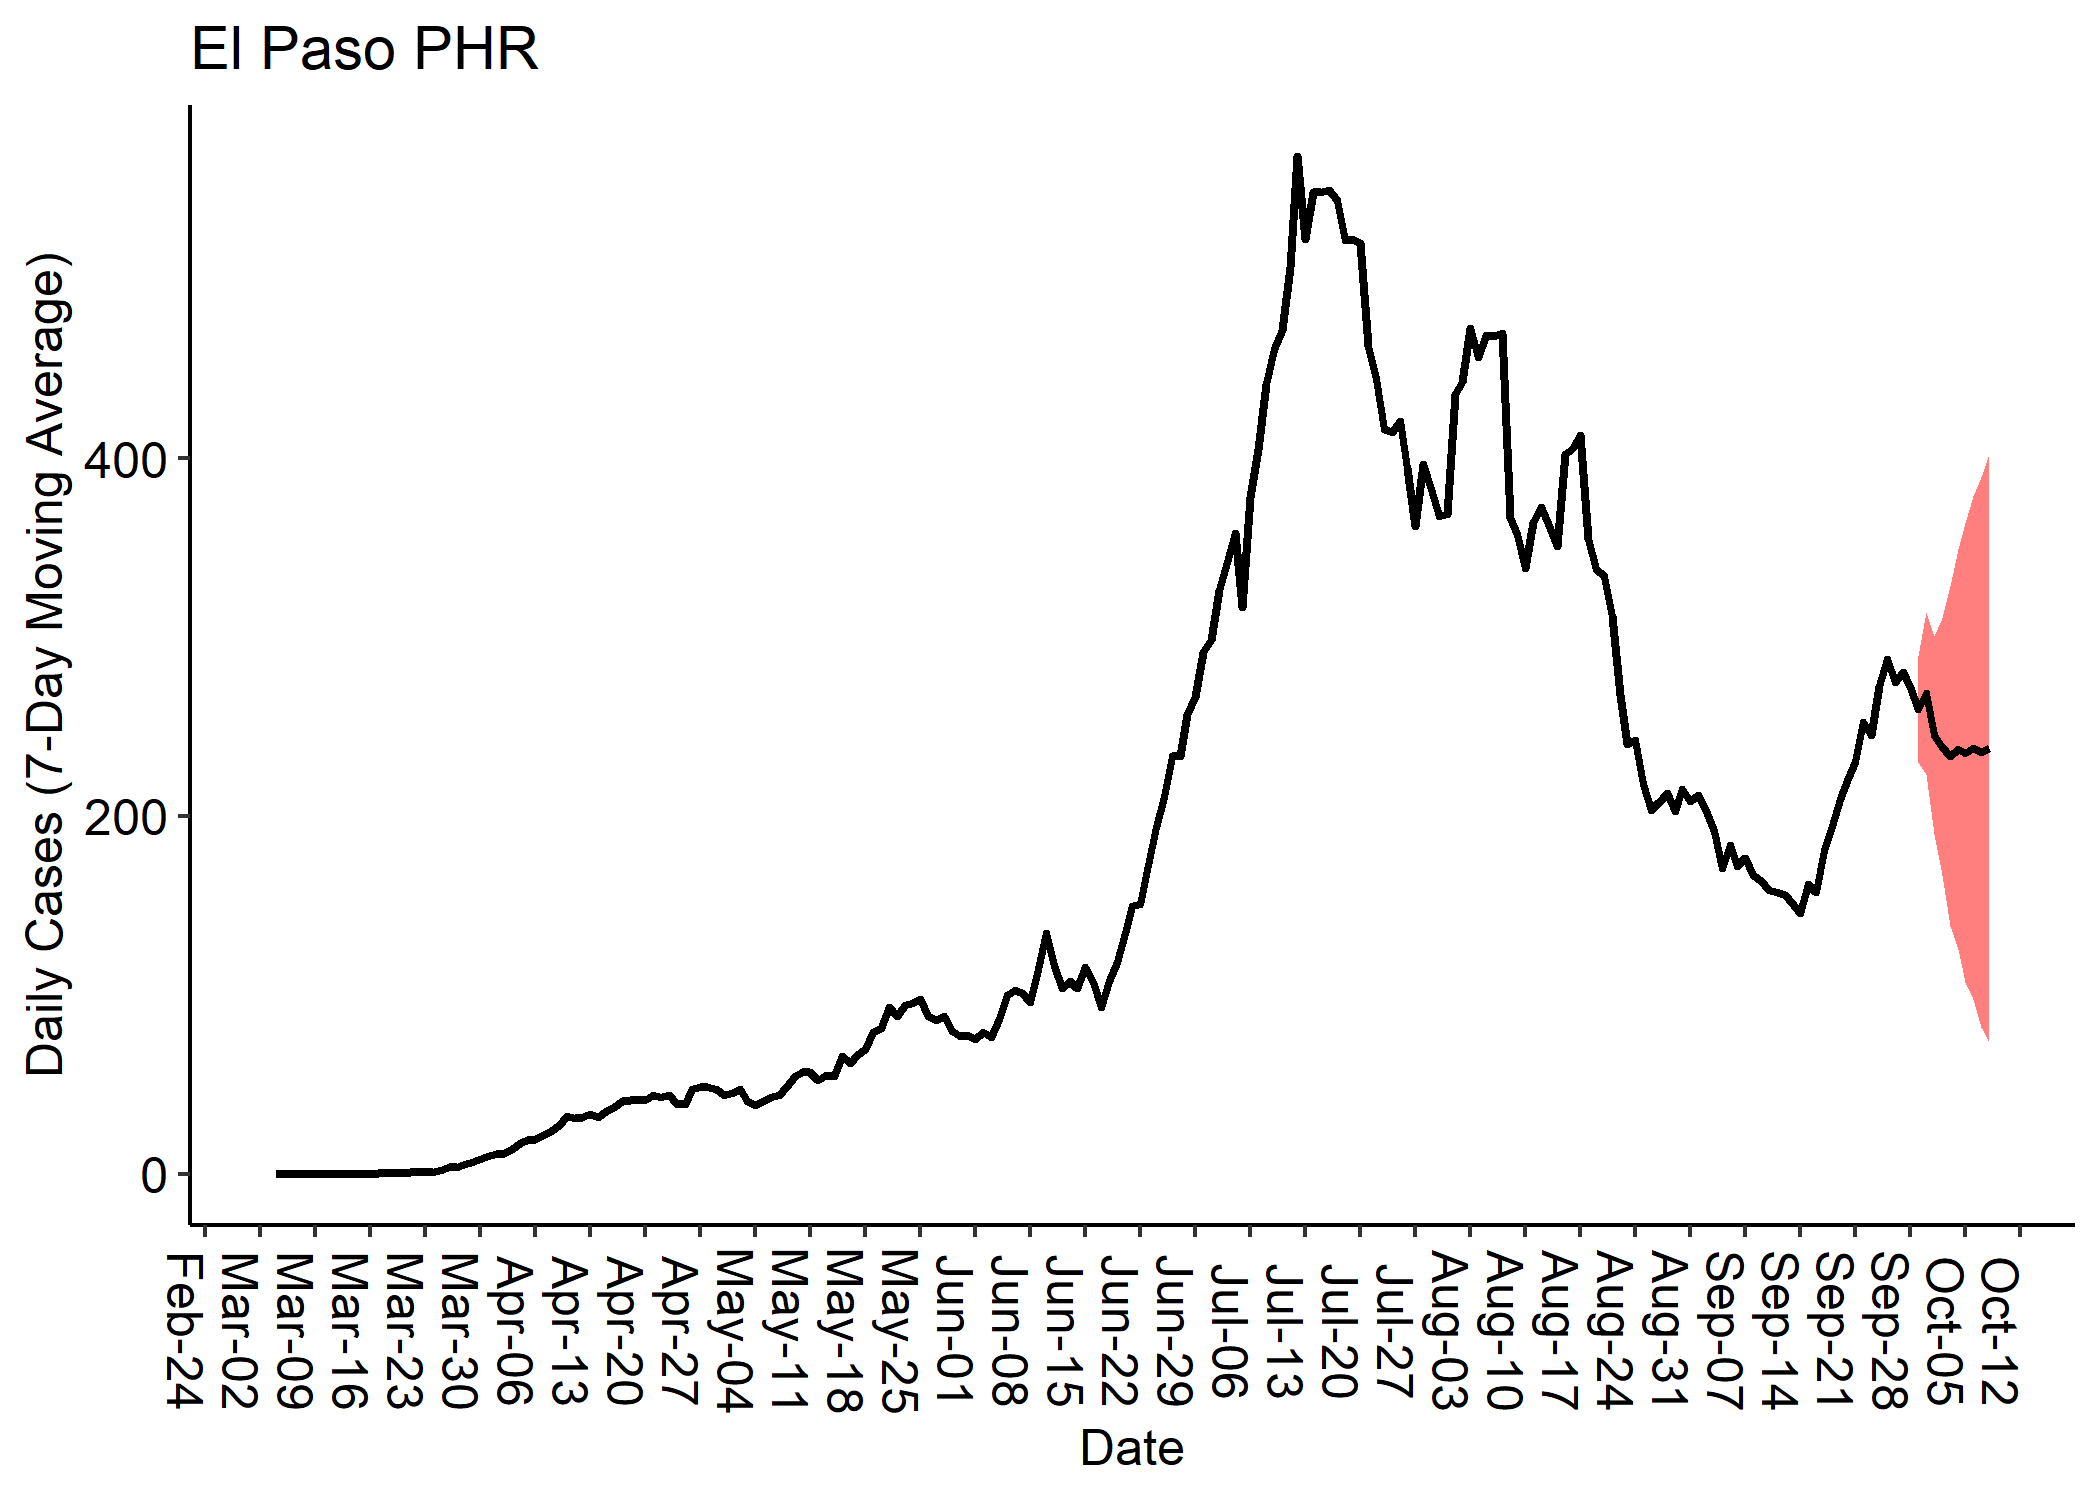 El Paso PHR
Daily Cases (7-Day Moving Average)
400
200
0
Feb-24
Mar-02
Mar-09
Mar-16
Mar-23
Mar-30
Apr-06
Apr-13
Apr-20
Apr-27
May-04
May-11
May-18
May-25
Jun-01
Jun-08
Jun-15
Jun-22
Jun-29
Jul-06
Jul-13
Jul-20
Jul-27
Aug-03
Aug-10
Aug-17
Aug-24
Aug-31
Sep-07
Sep-14
Sep-21
Sep-28
Oct-05
Oct-12
Date